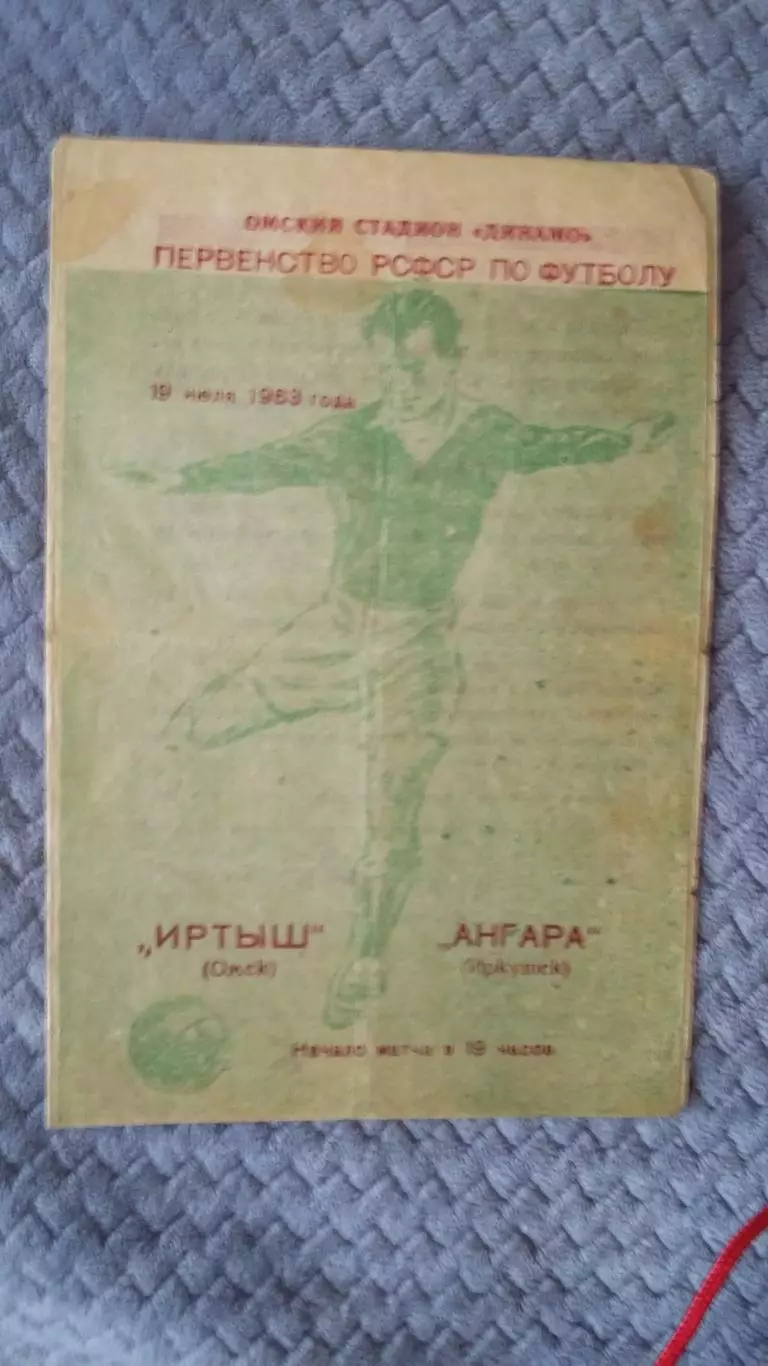 ОМСКИЙ СТАДИОН «ДИНАМО»
ПЕРВЕНСТВО РСФСР ПО ФУТБОЛУ
19 июля 1963 года
„ИРТЫШ“
(Омск)
„АНГАРА“
(Иркутск)
Начало матча в 19 часов